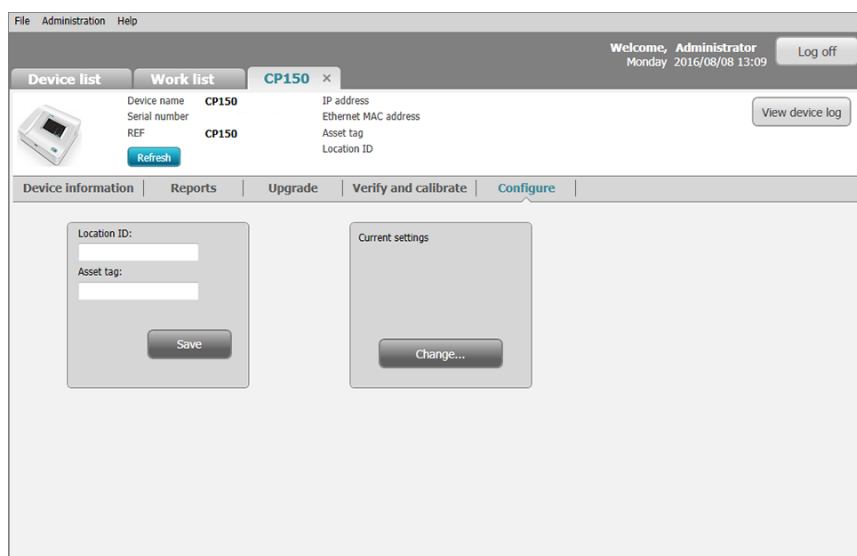 File Administration Help
Welcome, Administrator
Monday 2016/08/08 13:09
Log off
Device list Work list CP150 ×
Device name CP150 IP address
Serial number Ethernet MAC address
REF CP150 Asset tag
Location ID
Refresh
View device log
Device information Reports Upgrade Verify and calibrate Configure
Location ID:
Asset tag:
Save
Current settings
Change...